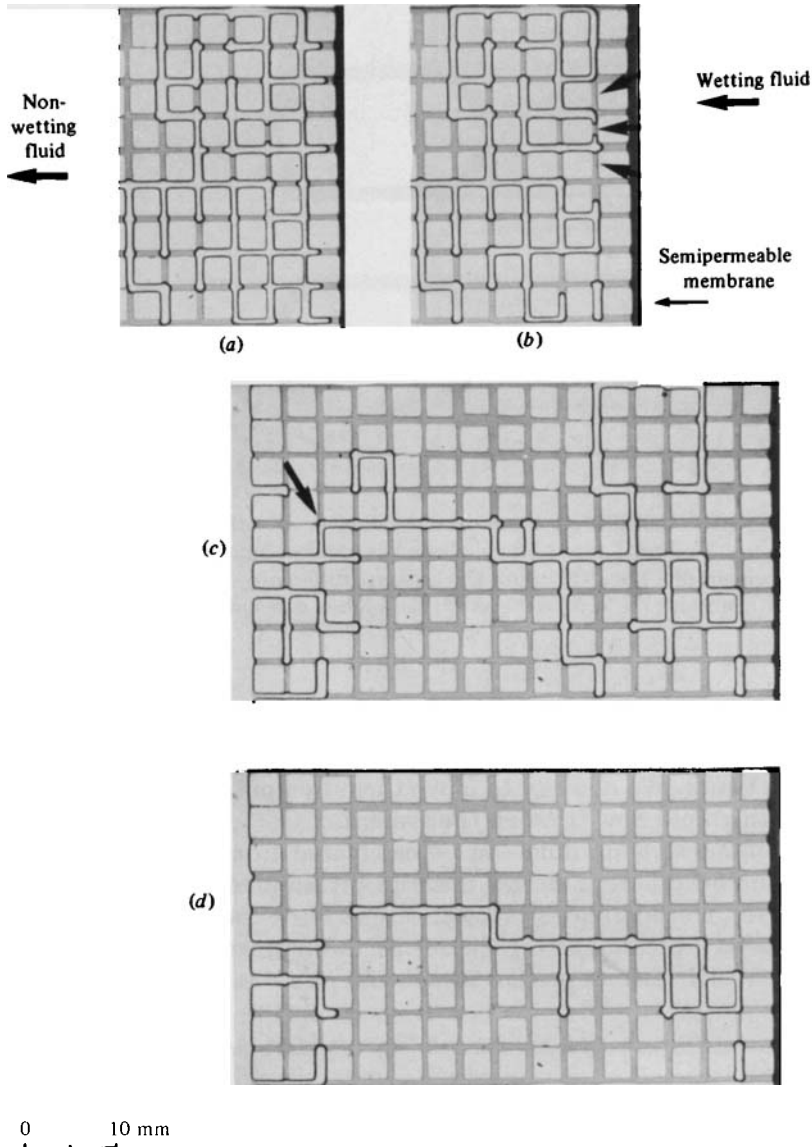 Non-
wetting
fluid
Wetting fluid
Semipermeable
membrane
(a)
(b)
(c)
(d)
0 10 mm